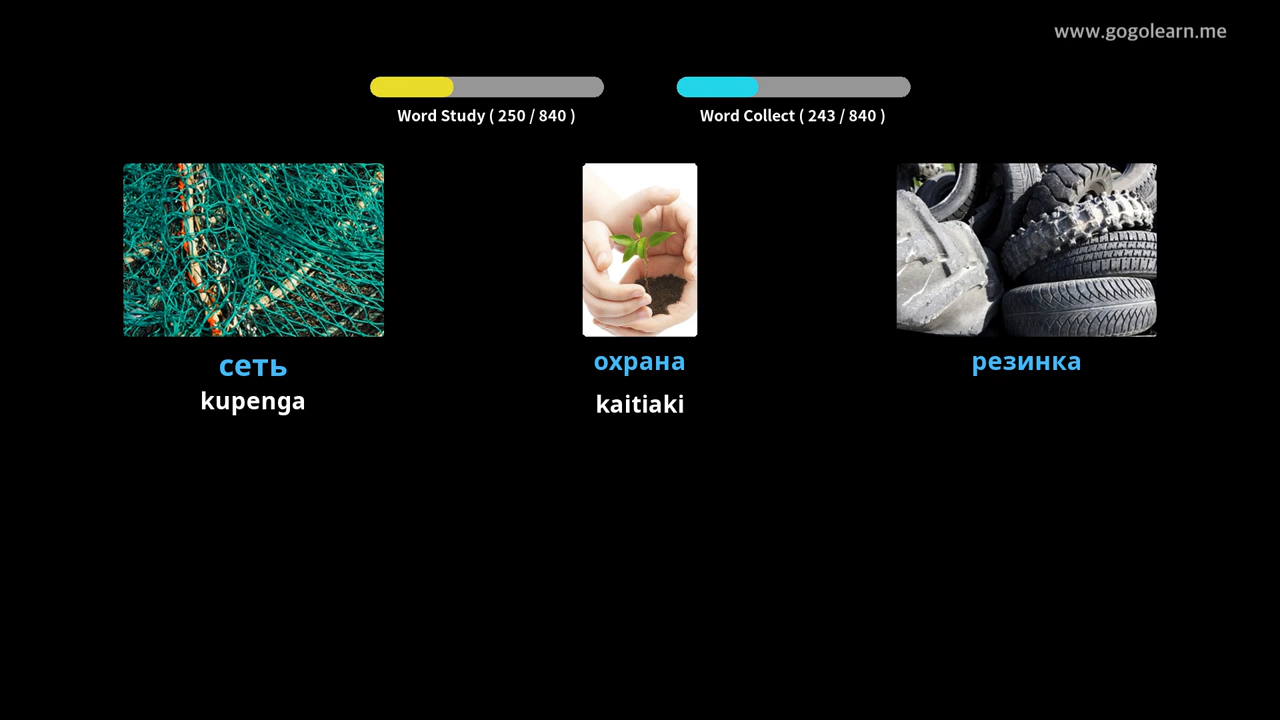 www.gogolearn.me
Word Study ( 250 / 840 )
Word Collect ( 243 / 840 )
сеть
kupenga
охрана
kaitiaki
резинка